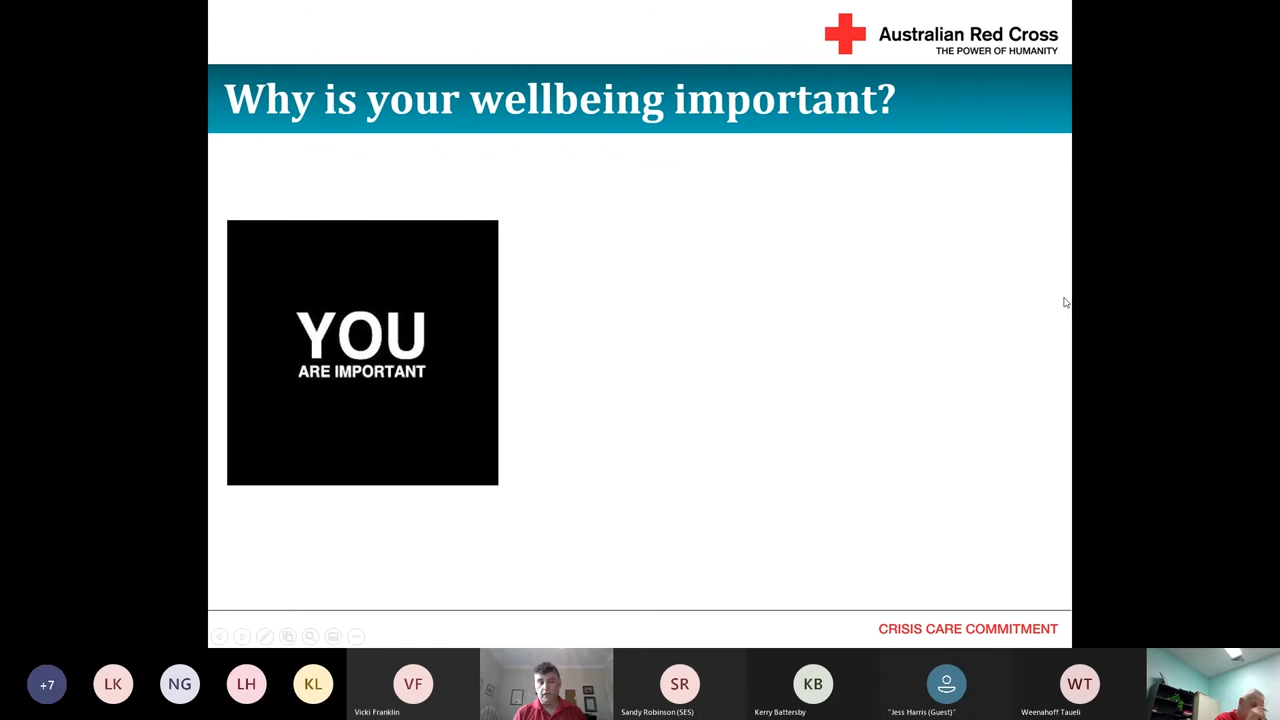 Australian Red Cross
THE POWER OF HUMANITY
Why is your wellbeing important?
YOU
ARE IMPORTANT
CRISIS CARE COMMITMENT
+7
LK
NG
LH
KL
VF
SR
KB
WT
Vicki Franklin
Sandy Robinson (SES)
Kerry Battersby
"Jess Harris (Guest)"
Weenahoff Taueli